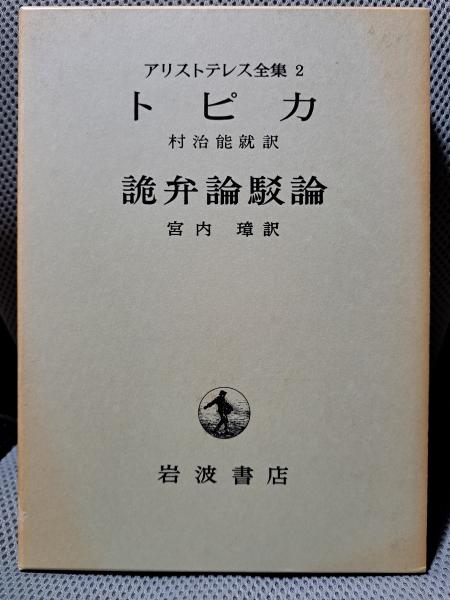 アリストテレス全集 2
トピカ
村治能就訳
詭弁論駁論
宮内 璋訳
岩波書店